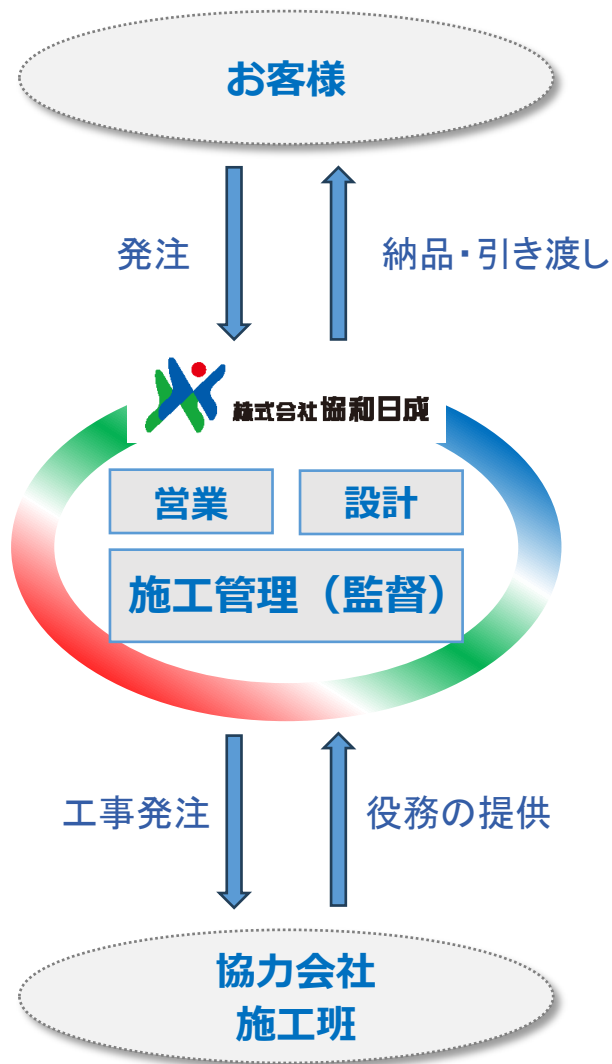 お客様
発注
納品・引き渡し
株式会社協和日成
営業
設計
施工管理（監督）
工事発注
役務の提供
協力会社
施工班